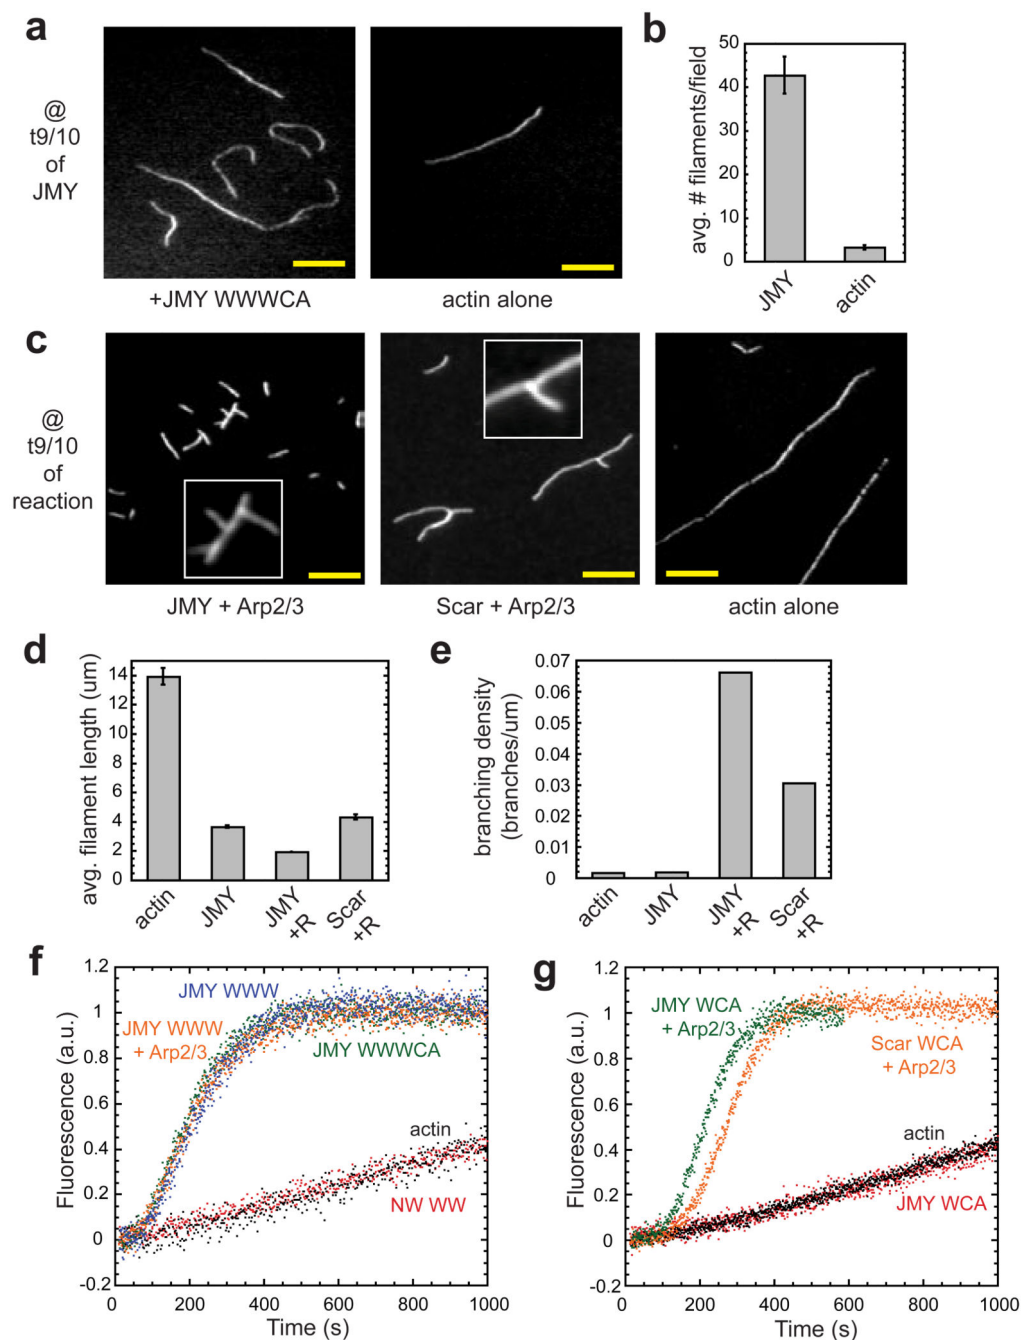 a
@
t9/10
of
JMY
+JMY WWWCA
actin alone
b
avg. # filaments/field
50
40
30
20
10
0
JMY
actin
c
@
t9/10
of
reaction
JMY + Arp2/3
Scar + Arp2/3
actin alone
d
avg. filament length (um)
14
12
10
8
6
4
2
0
actin
JMY
JMY
+R
Scar
+R
e
branching density
(branches/um)
0.07
0.06
0.05
0.04
0.03
0.02
0.01
0
actin
JMY
JMY
+R
Scar
+R
f
Fluorescence (a.u.)
1.2
1
0.8
0.6
0.4
0.2
0
-0.2
JMY WWW
JMY WWW
+ Arp2/3
JMY WWWCA
actin
NW WW
0 200 400 600 800 1000
Time (s)
g
Fluorescence (a.u.)
1.2
1
0.8
0.6
0.4
0.2
0
-0.2
JMY WCA
+ Arp2/3
Scar WCA
+ Arp2/3
actin
JMY WCA
0 200 400 600 800 1000
Time (s)